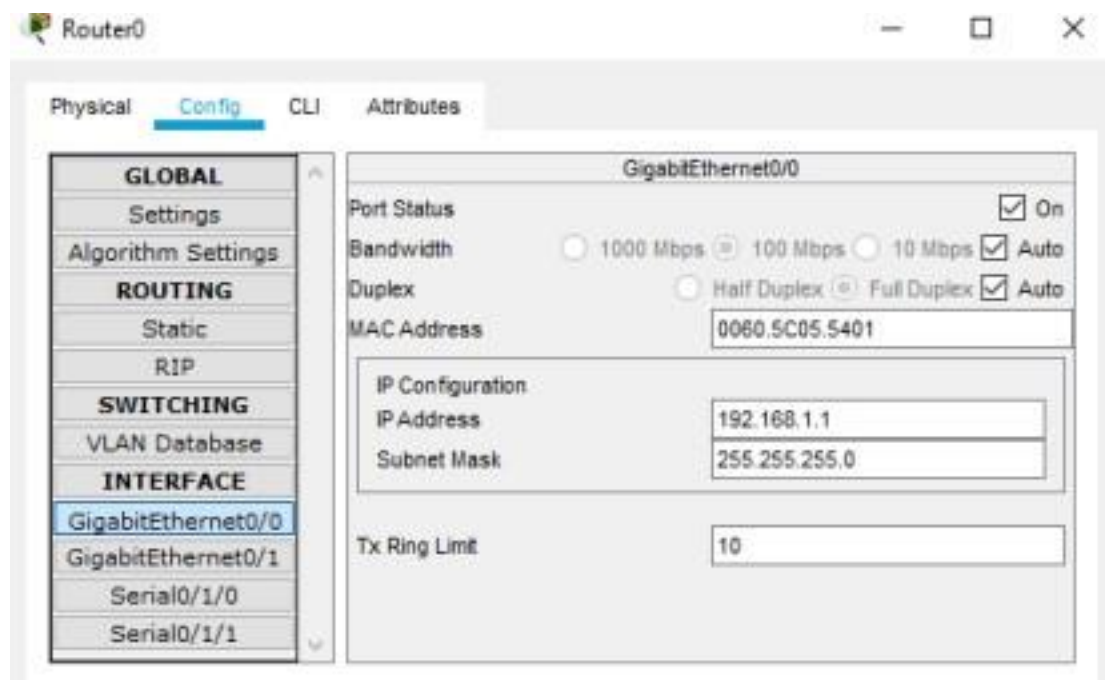 Router0
Physical Config CLI Attributes
GLOBAL
Settings
Algorithm Settings
ROUTING
Static
RIP
SWITCHING
VLAN Database
INTERFACE
GigabitEthernet0/0
GigabitEthernet0/1
Serial0/1/0
Serial0/1/1
GigabitEthernet0/0
Port Status On
Bandwidth 1000 Mbps 100 Mbps 10 Mbps Auto
Duplex Half Duplex Full Duplex Auto
MAC Address 0060.5C05.5401
IP Configuration
IP Address 192.168.1.1
Subnet Mask 255.255.255.0
Tx Ring Limit 10